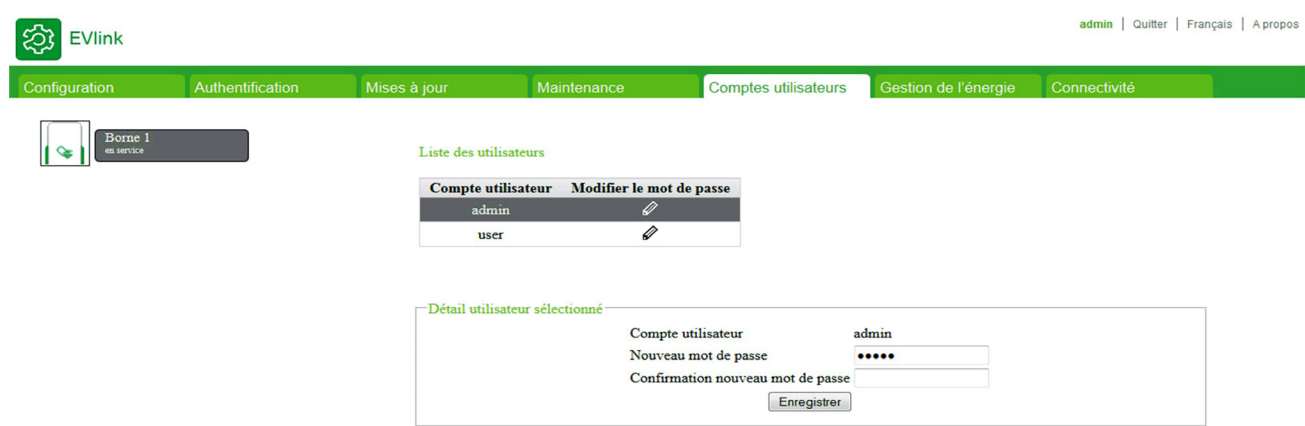 admin | Quitter | Français | A propos
EVlink
Configuration Authentification Mises à jour Maintenance Comptes utilisateurs Gestion de l'énergie Connectivité
Borne 1
en service
Liste des utilisateurs
Compte utilisateur Modifier le mot de passe
admin
user
Détail utilisateur sélectionné
Compte utilisateur admin
Nouveau mot de passe •••••
Confirmation nouveau mot de passe
Enregistrer